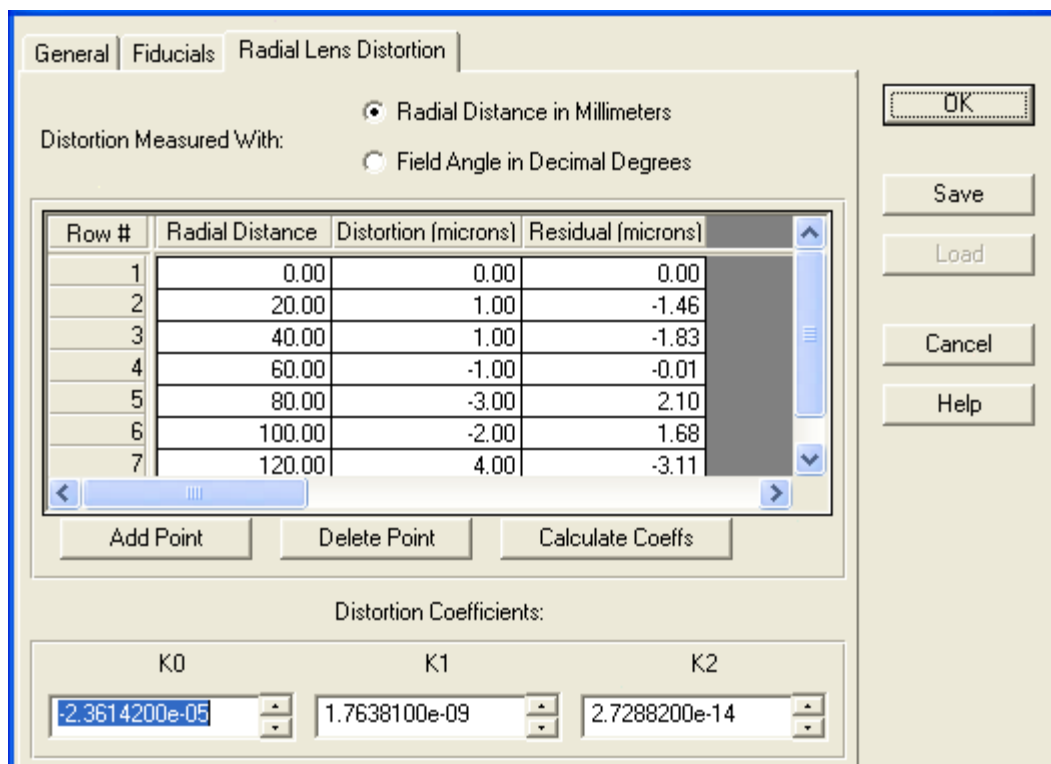 General Fiducials Radial Lens Distortion
Distortion Measured With:
Radial Distance in Millimeters
Field Angle in Decimal Degrees
OK
Save
Load
Cancel
Help
Row # Radial Distance Distortion (microns) Residual (microns)
1 0.00 0.00 0.00
2 20.00 1.00 -1.46
3 40.00 1.00 -1.83
4 60.00 -1.00 -0.01
5 80.00 -3.00 2.10
6 100.00 -2.00 1.68
7 120.00 4.00 -3.11
Add Point Delete Point Calculate Coeffs
Distortion Coefficients:
K0 K1 K2
-2.3614200e-05 1.7638100e-09 2.7288200e-14